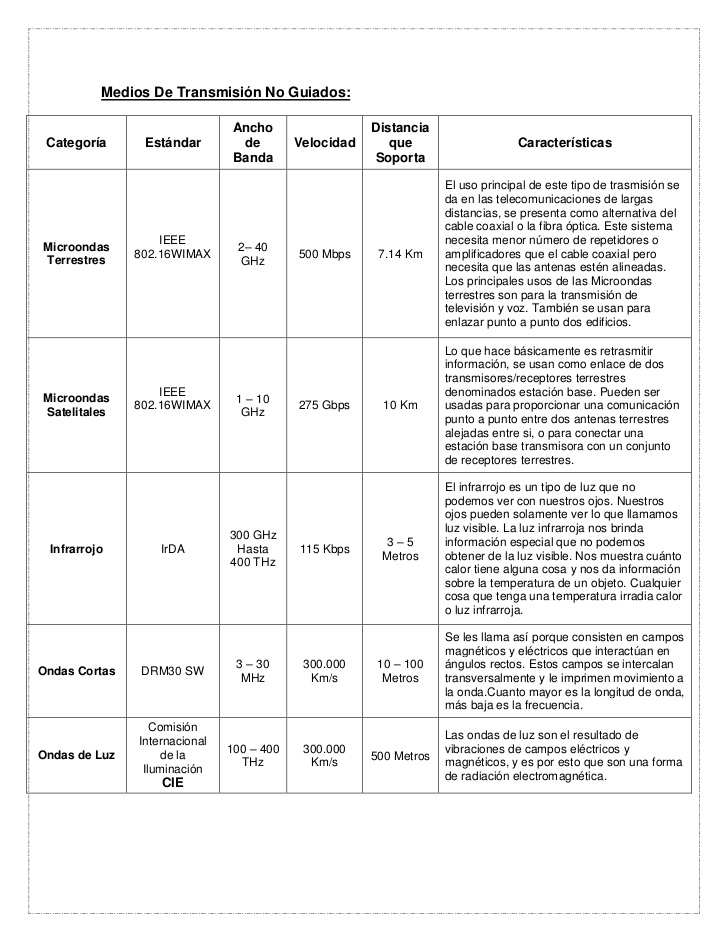 Medios De Transmisión No Guiados:
Categoría
Estándar
Ancho
de
Banda
Velocidad
Distancia
que
Soporta
Características
Microondas
Terrestres
IEEE
802.16WIMAX
2– 40
GHz
500 Mbps
7.14 Km
El uso principal de este tipo de trasmisión se
da en las telecomunicaciones de largas
distancias, se presenta como alternativa del
cable coaxial o la fibra óptica. Este sistema
necesita menor número de repetidores o
amplificadores que el cable coaxial pero
necesita que las antenas estén alineadas.
Los principales usos de las Microondas
terrestres son para la transmisión de
televisión y voz. También se usan para
enlazar punto a punto dos edificios.
Microondas
Satelitales
IEEE
802.16WIMAX
1 – 10
GHz
275 Gbps
10 Km
Lo que hace básicamente es retrasmitir
información, se usan como enlace de dos
transmisores/receptores terrestres
denominados estación base. Pueden ser
usadas para proporcionar una comunicación
punto a punto entre dos antenas terrestres
alejadas entre si, o para conectar una
estación base transmisora con un conjunto
de receptores terrestres.
Infrarrojo
IrDA
300 GHz
Hasta
400 THz
115 Kbps
3 – 5
Metros
El infrarrojo es un tipo de luz que no
podemos ver con nuestros ojos. Nuestros
ojos pueden solamente ver lo que llamamos
luz visible. La luz infrarroja nos brinda
información especial que no podemos
obtener de la luz visible. Nos muestra cuánto
calor tiene alguna cosa y nos da información
sobre la temperatura de un objeto. Cualquier
cosa que tenga una temperatura irradia calor
o luz infrarroja.
Ondas Cortas
DRM30 SW
3 – 30
MHz
300.000
Km/s
10 – 100
Metros
Se les llama así porque consisten en campos
magnéticos y eléctricos que interactúan en
ángulos rectos. Estos campos se intercalan
transversalmente y le imprimen movimiento a
la onda.Cuanto mayor es la longitud de onda,
más baja es la frecuencia.
Ondas de Luz
Comisión
Internacional
de la
Iluminación
CIE
100 – 400
THz
300.000
Km/s
500 Metros
Las ondas de luz son el resultado de
vibraciones de campos eléctricos y
magnéticos, y es por esto que son una forma
de radiación electromagnética.